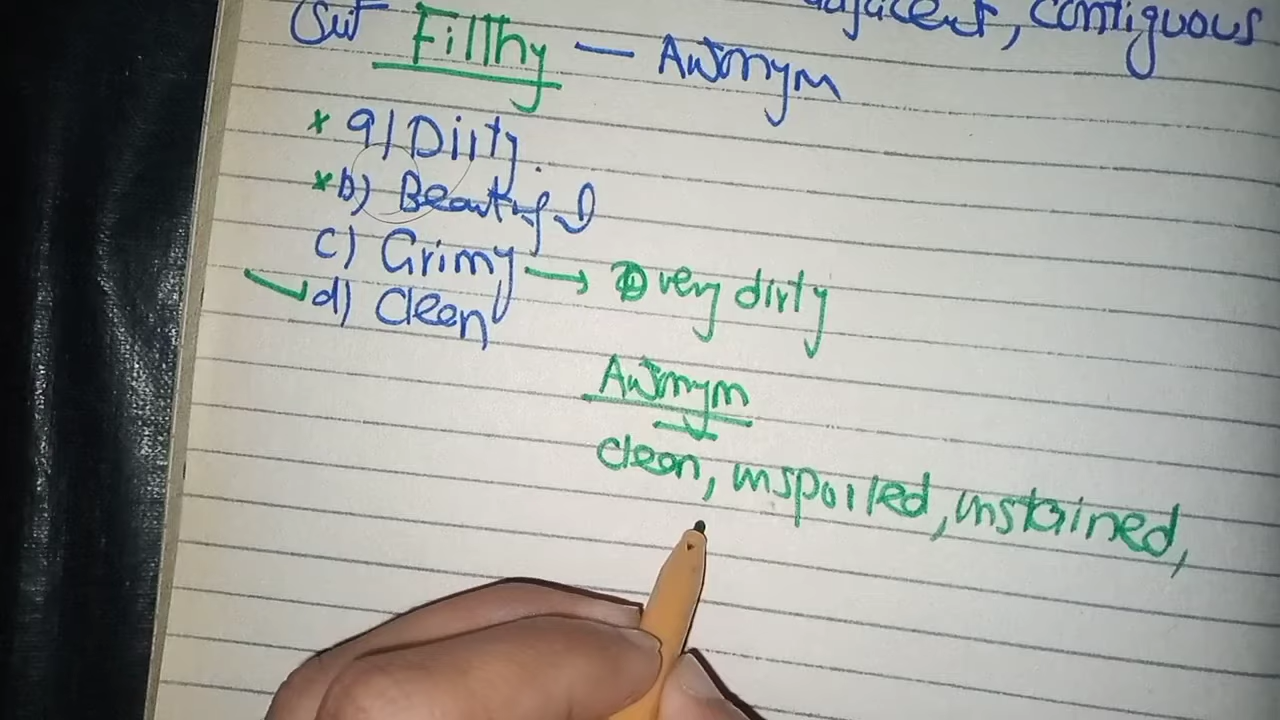 adjacent, contiguous
Filthy — Antonym
x a) Dirty.
x b) Beautiful
c) Grimy → very dirty
✓ d) Clean
Antonym
clean, unspoiled, unstained,